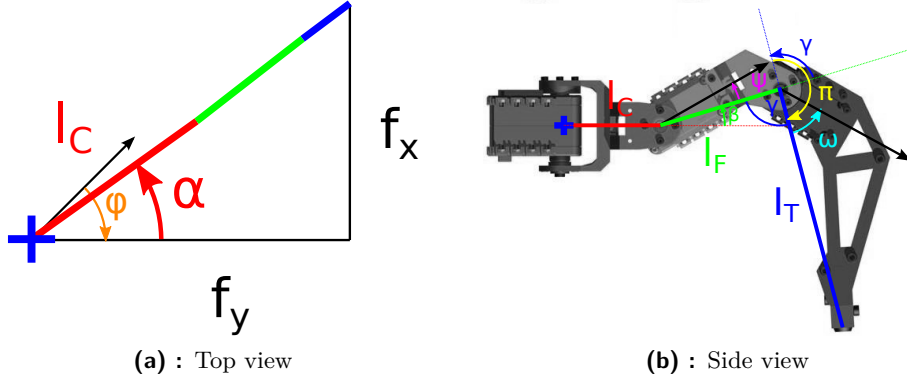 l_C
φ
α
f_x
f_y
(a) : Top view
γ
ψ
π
l_C
β
γ
ω
l_F
l_T
(b) : Side view